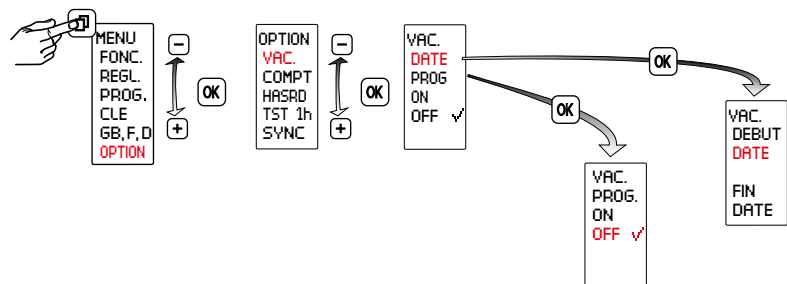 MENU
FONC.
REGL.
PROG.
CLE
GB,F,D
OPTION
-
OK
+
OPTION
VAC.
COMPT
HASRD
TST 1h
SYNC
-
OK
+
VAC.
DATE
PROG
ON
OFF ✓
OK
OK
VAC.
PROG.
ON
OFF ✓
VAC.
DEBUT
DATE
FIN
DATE